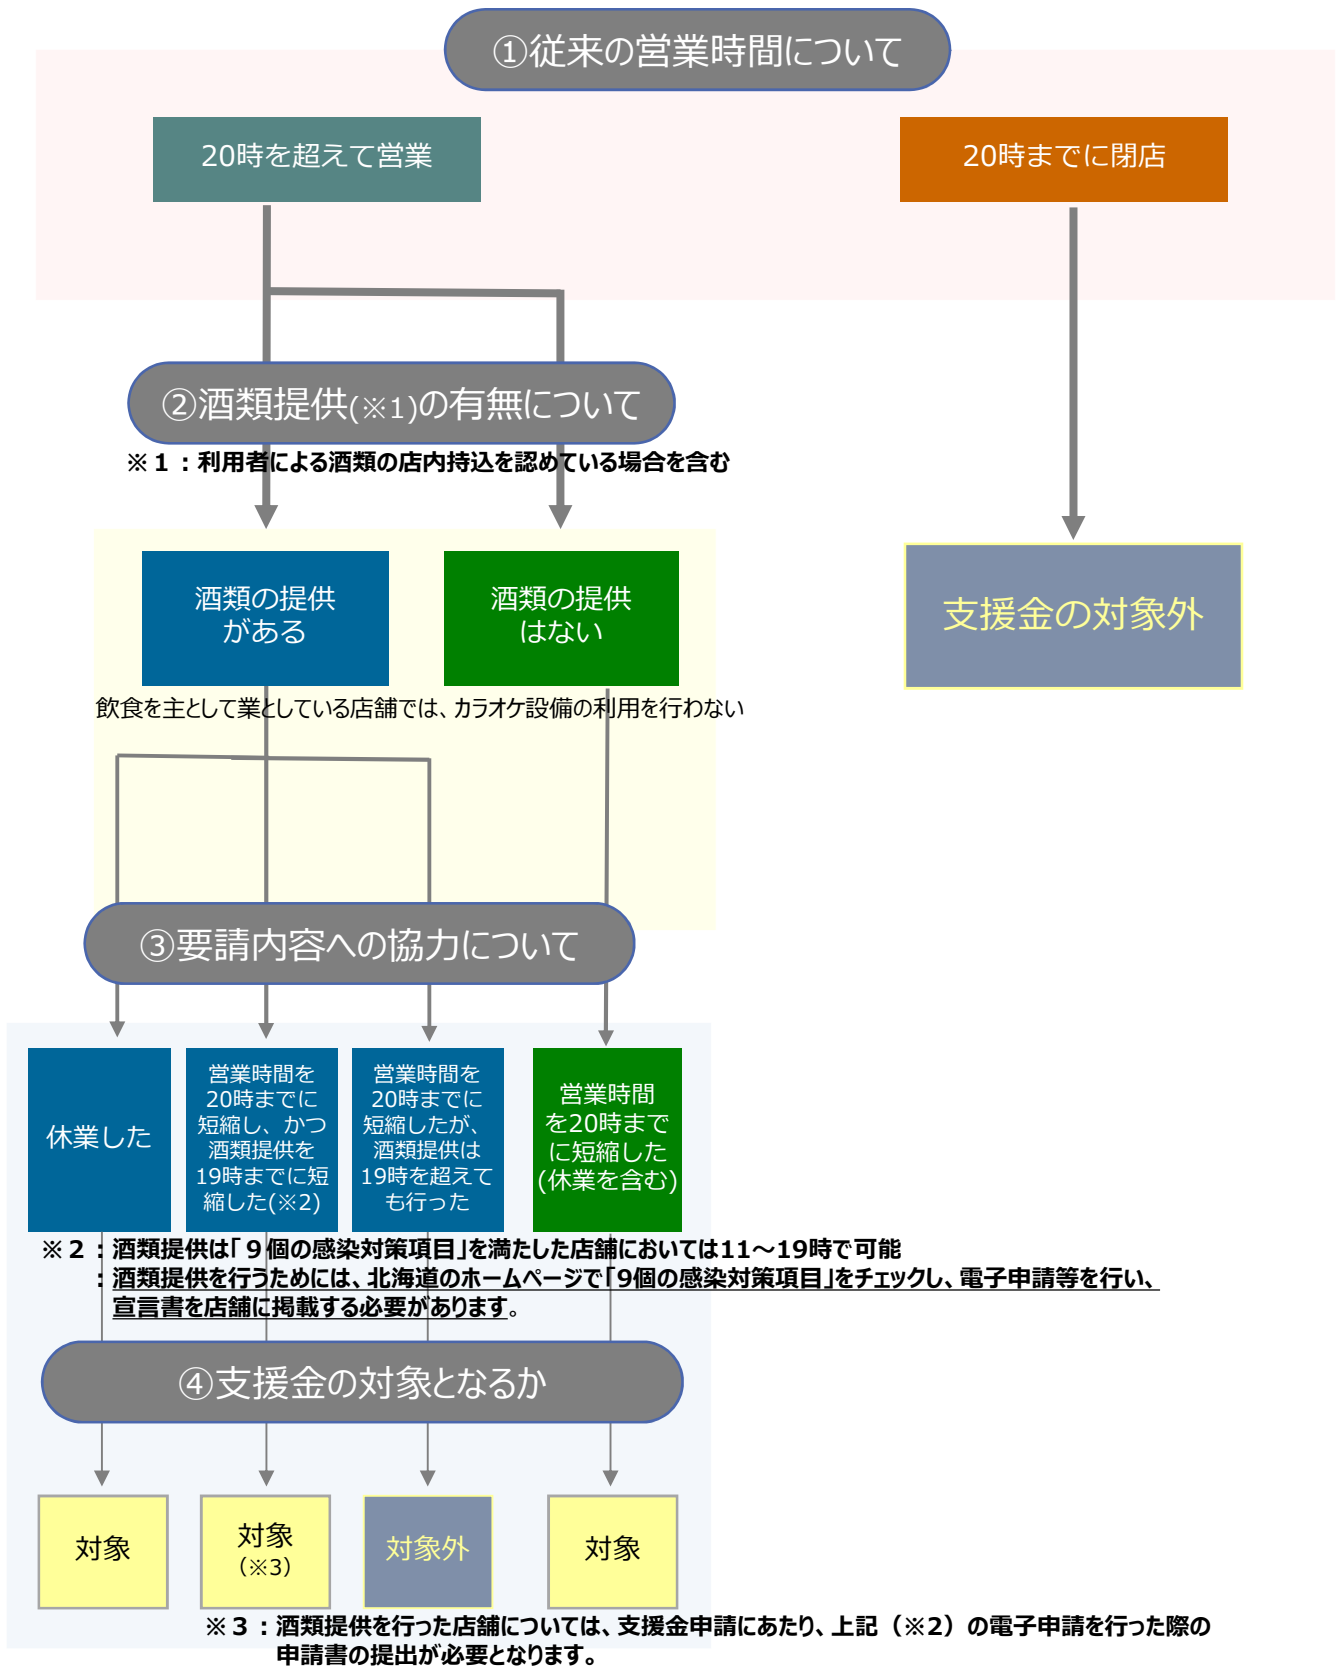 ①従来の営業時間について
20時を超えて営業
20時までに閉店
②酒類提供(※1)の有無について
※１：利用者による酒類の店内持込を認めている場合を含む
酒類の提供
がある
酒類の提供
はない
支援金の対象外
飲食を主として業としている店舗では、カラオケ設備の利用を行わない
③要請内容への協力について
休業した
営業時間を
20時までに
短縮し、かつ
酒類提供を
19時までに短
縮した(※2)
営業時間を
20時までに
短縮したが、
酒類提供は
19時を超えて
も行った
営業時間
を20時まで
に短縮した
(休業を含む)
※２：酒類提供は「９個の感染対策項目」を満たした店舗においては11～19時で可能
：酒類提供を行うためには、北海道のホームページで「9個の感染対策項目」をチェックし、電子申請等を行い、
宣言書を店舗に掲載する必要があります。
④支援金の対象となるか
対象
対象
（※3）
対象外
対象
※３：酒類提供を行った店舗については、支援金申請にあたり、上記（※2）の電子申請を行った際の
申請書の提出が必要となります。